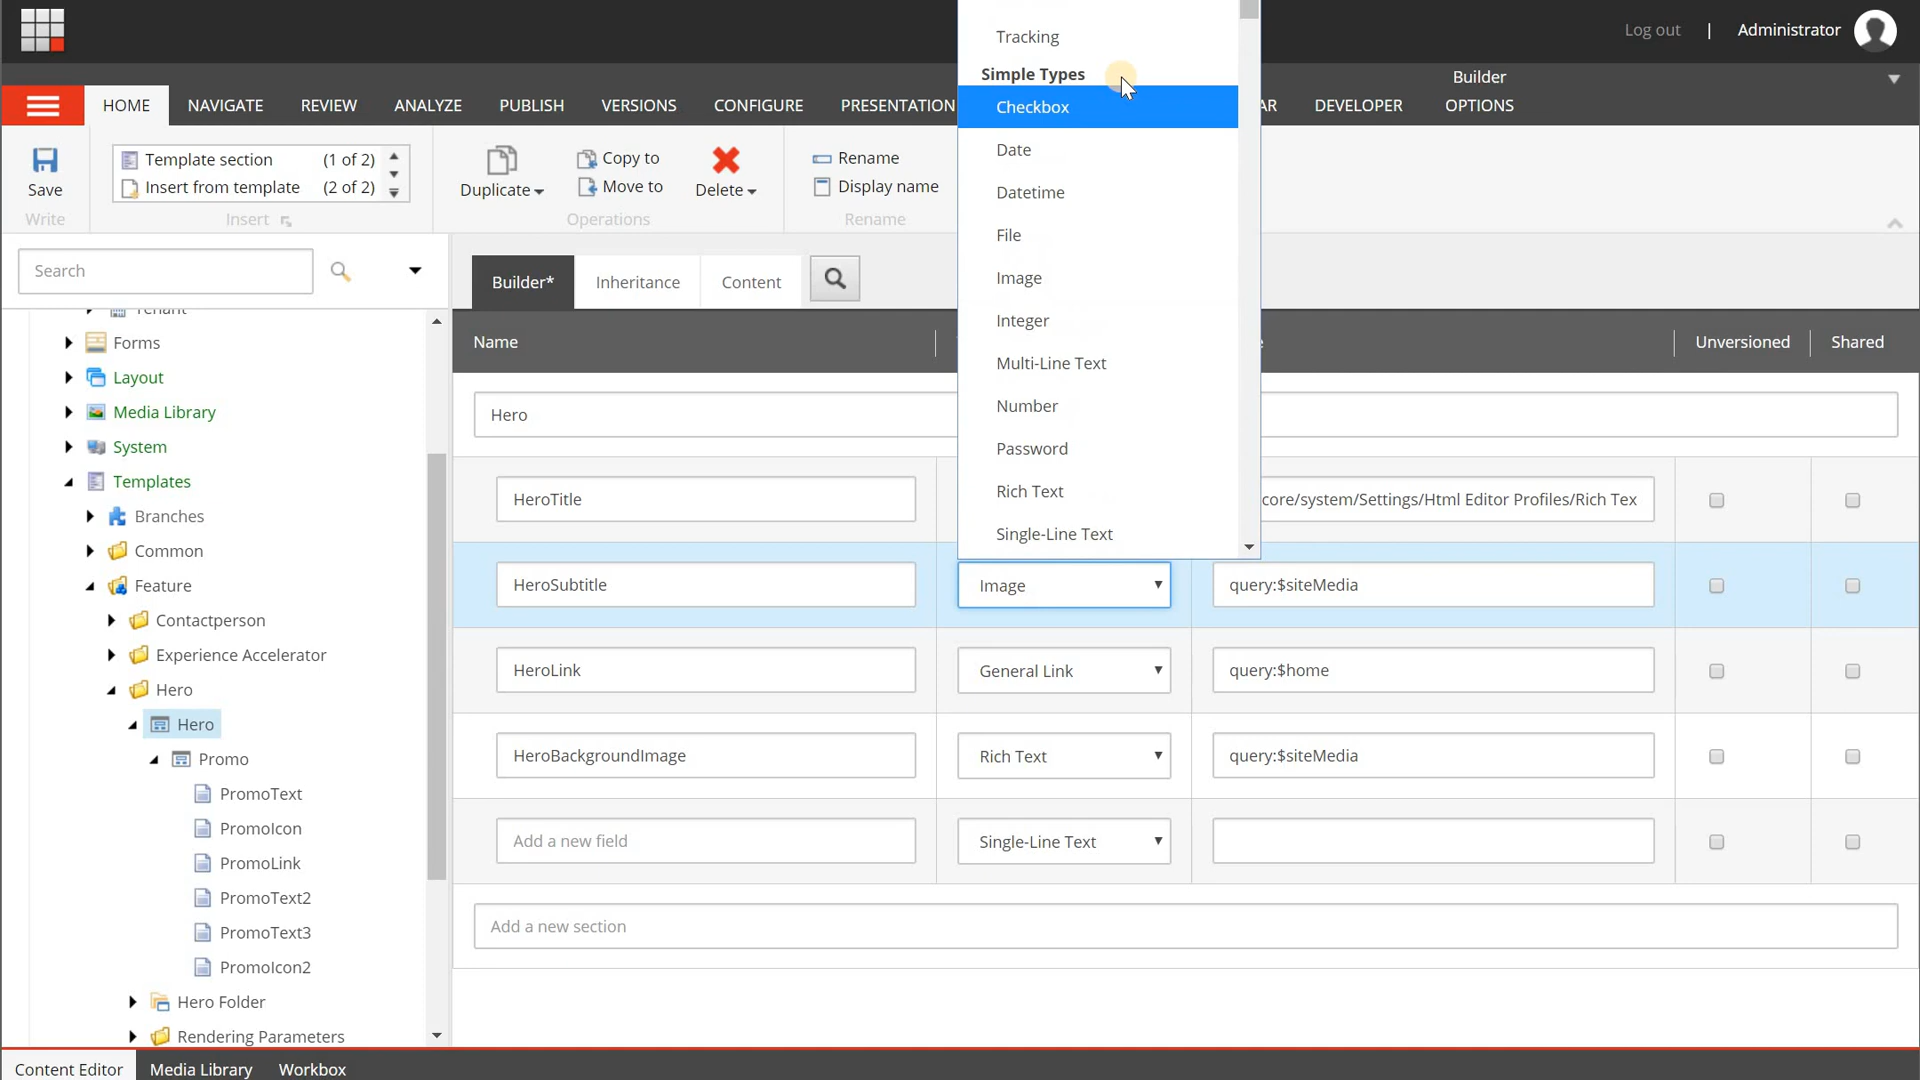 Log out | Administrator
Builder
HOME NAVIGATE REVIEW ANALYZE PUBLISH VERSIONS CONFIGURE PRESENTATION AR DEVELOPER OPTIONS
Save
Write
Template section (1 of 2)
Insert from template (2 of 2)
Insert
Duplicate
Copy to
Move to
Delete
Operations
Rename
Display name
Rename
Tracking
Simple Types
Checkbox
Date
Datetime
File
Image
Integer
Multi-Line Text
Number
Password
Rich Text
Single-Line Text
Search
Tenant
Forms
Layout
Media Library
System
Templates
Branches
Common
Feature
Contactperson
Experience Accelerator
Hero
Hero
Promo
PromoText
PromoIcon
PromoLink
PromoText2
PromoText3
PromoIcon2
Hero Folder
Rendering Parameters
Builder* Inheritance Content
Name Unversioned Shared
Hero
HeroTitle core/system/Settings/Html Editor Profiles/Rich Tex
HeroSubtitle Image query:$siteMedia
HeroLink General Link query:$home
HeroBackgroundImage Rich Text query:$siteMedia
Add a new field Single-Line Text
Add a new section
Content Editor Media Library Workbox